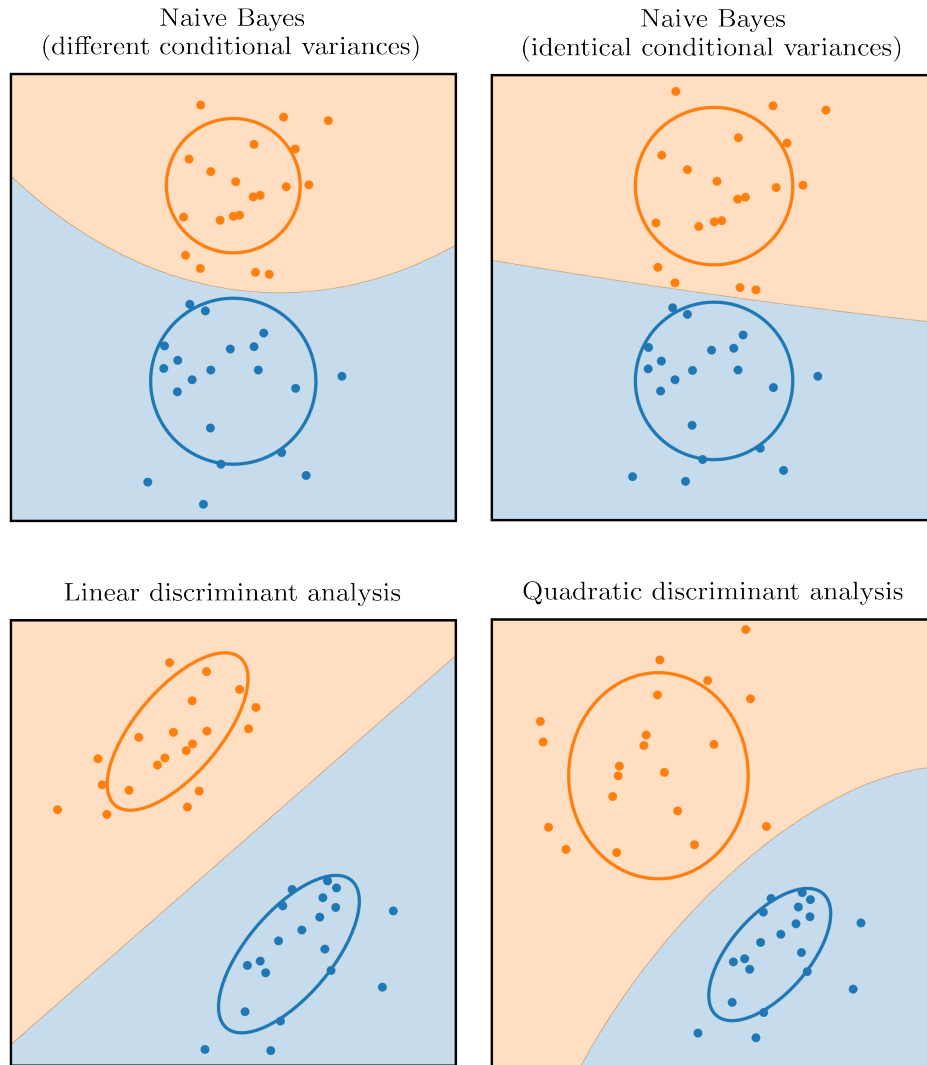 Naive Bayes
(different conditional variances)
Naive Bayes
(identical conditional variances)
Linear discriminant analysis
Quadratic discriminant analysis